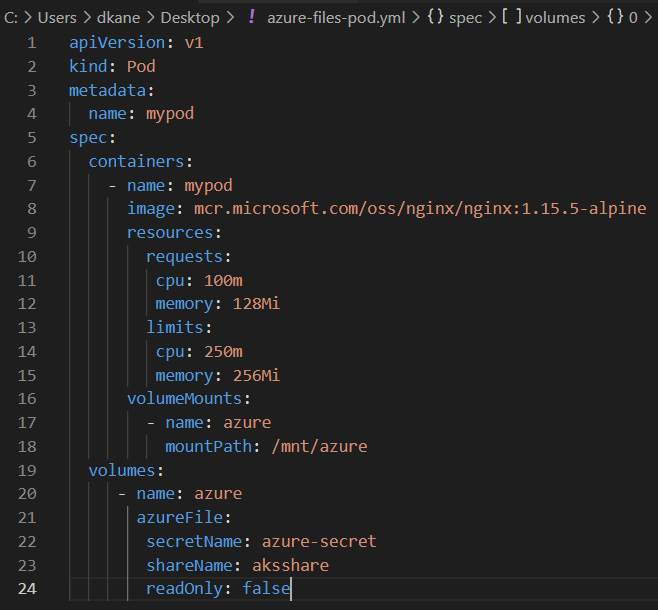 C: > Users > dkane > Desktop > ! azure-files-pod.yml > {} spec > [ ] volumes > {} 0 >
1 apiVersion: v1
2 kind: Pod
3 metadata:
4   name: mypod
5 spec:
6   containers:
7     - name: mypod
8       image: mcr.microsoft.com/oss/nginx/nginx:1.15.5-alpine
9       resources:
10         requests:
11          cpu: 100m
12          memory: 128Mi
13         limits:
14          cpu: 250m
15          memory: 256Mi
16       volumeMounts:
17         - name: azure
18           mountPath: /mnt/azure
19   volumes:
20      - name: azure
21        azureFile:
22         secretName: azure-secret
23         shareName: aksshare
24         readOnly: false